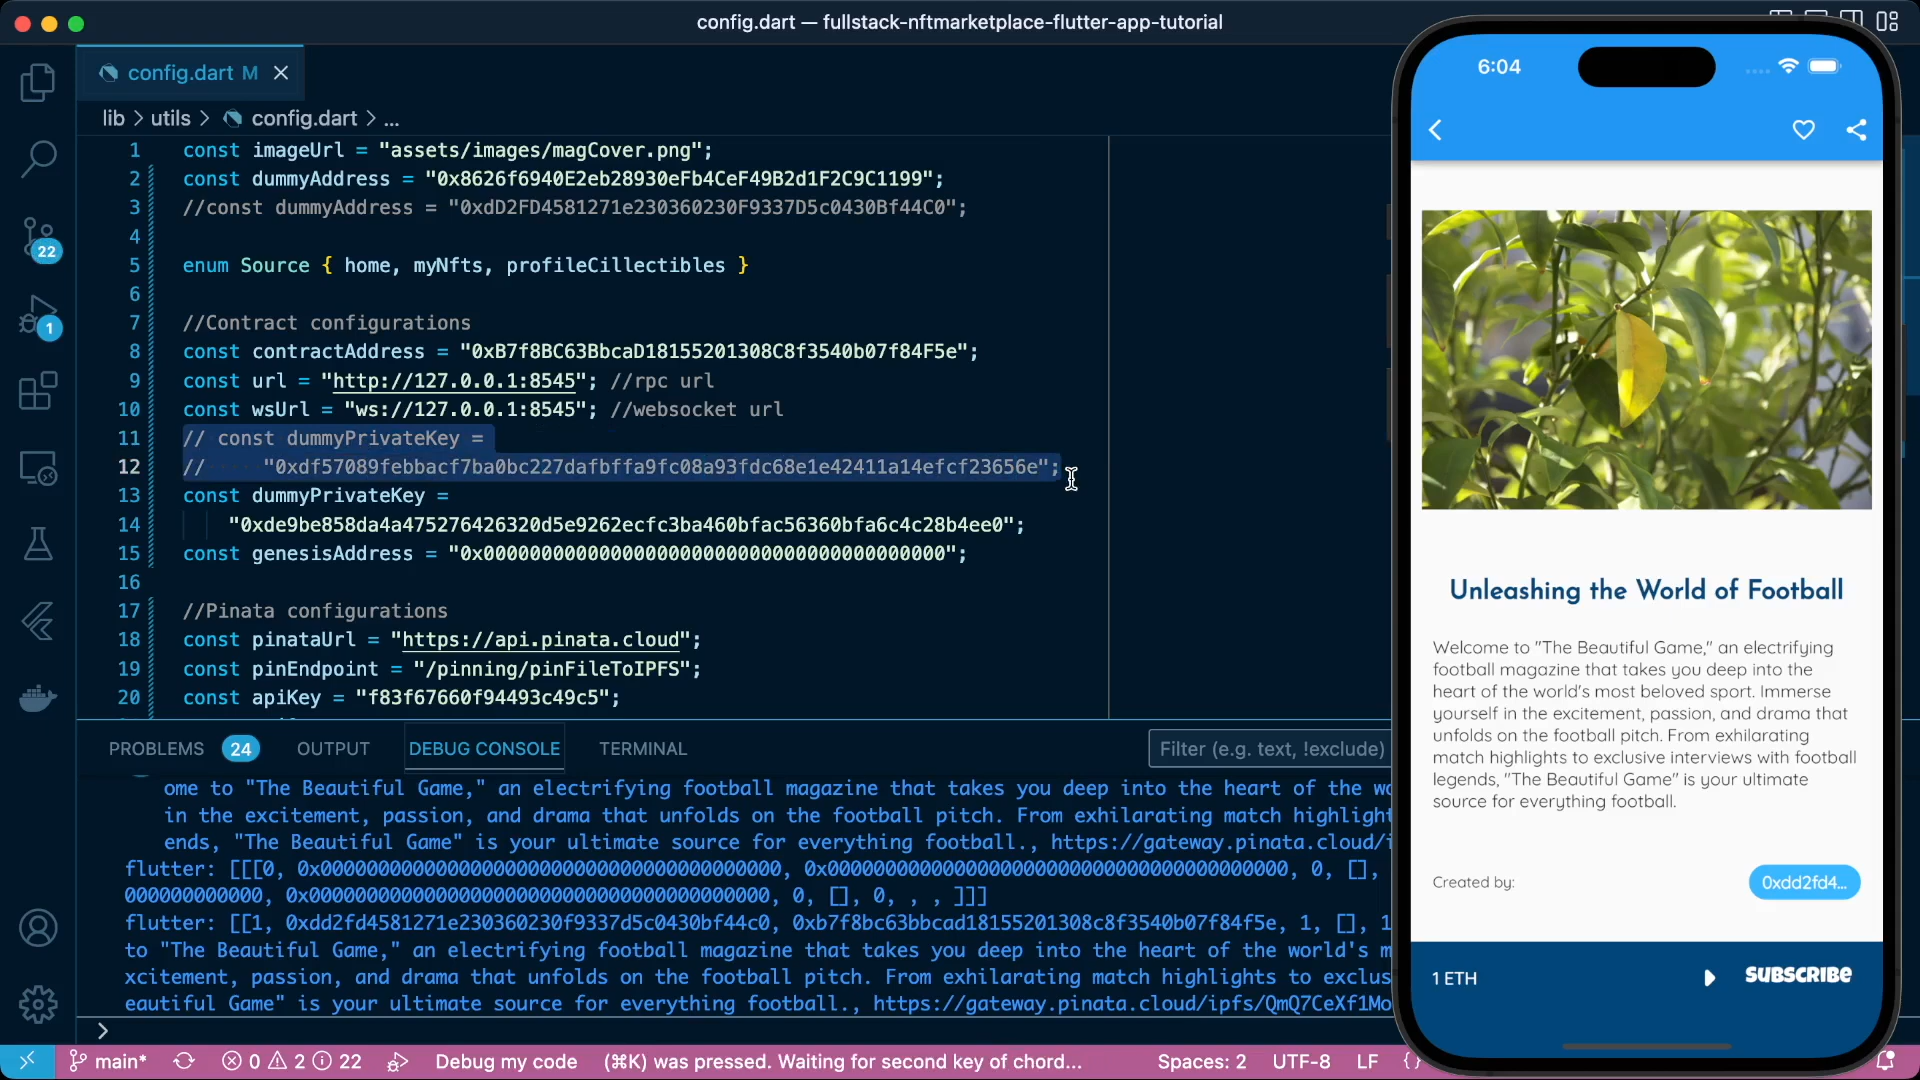 config.dart — fullstack-nftmarketplace-flutter-app-tutorial
config.dart M
lib > utils > config.dart > ...
1 const imageUrl = "assets/images/magCover.png";
2 const dummyAddress = "0x8626f6940E2eb28930eFb4CeF49B2d1F2C9C1199";
3 //const dummyAddress = "0xdD2FD4581271e230360230F9337D5c0430Bf44C0";
4
5 enum Source { home, myNfts, profileCillectibles }
6
7 //Contract configurations
8 const contractAddress = "0xB7f8BC63BbcaD18155201308C8f3540b07f84F5e";
9 const url = "http://127.0.0.1:8545"; //rpc url
10 const wsUrl = "ws://127.0.0.1:8545"; //websocket url
11 // const dummyPrivateKey =
12 //     "0xdf57089febbacf7ba0bc227dafbffa9fc08a93fdc68e1e42411a14efcf23656e";
13 const dummyPrivateKey =
14 "0xde9be858da4a475276426320d5e9262ecfc3ba460bfac56360bfa6c4c28b4ee0";
15 const genesisAddress = "0x0000000000000000000000000000000000000000";
16
17 //Pinata configurations
18 const pinataUrl = "https://api.pinata.cloud";
19 const pinEndpoint = "/pinning/pinFileToIPFS";
20 const apiKey = "f83f67660f94493c49c5";
22
1
PROBLEMS 24 OUTPUT DEBUG CONSOLE TERMINAL Filter (e.g. text, !exclude)
ome to "The Beautiful Game," an electrifying football magazine that takes you deep into the heart of the wo
in the excitement, passion, and drama that unfolds on the football pitch. From exhilarating match highlight
ends, "The Beautiful Game" is your ultimate source for everything football., https://gateway.pinata.cloud/i
flutter: [[[0, 0x0000000000000000000000000000000000000000, 0x0000000000000000000000000000000000000000, 0, [],
000000000000, 0x0000000000000000000000000000000000000000, 0, [], 0, , , ]]]
flutter: [[1, 0xdd2fd4581271e230360230f9337d5c0430bf44c0, 0xb7f8bc63bbcad18155201308c8f3540b07f84f5e, 1, [], 1
to "The Beautiful Game," an electrifying football magazine that takes you deep into the heart of the world's m
xcitement, passion, and drama that unfolds on the football pitch. From exhilarating match highlights to exclus
eautiful Game" is your ultimate source for everything football., https://gateway.pinata.cloud/ipfs/QmQ7CeXf1Mo
main* 0 2 22 Debug my code (⌘K) was pressed. Waiting for second key of chord... Spaces: 2 UTF-8 LF {}
6:04
Unleashing the World of Football
Welcome to "The Beautiful Game," an electrifying
football magazine that takes you deep into the
heart of the world's most beloved sport. Immerse
yourself in the excitement, passion, and drama that
unfolds on the football pitch. From exhilarating
match highlights to exclusive interviews with football
legends, "The Beautiful Game" is your ultimate
source for everything football.
Created by: 0xdd2fd4...
1 ETH SUBSCRIBE